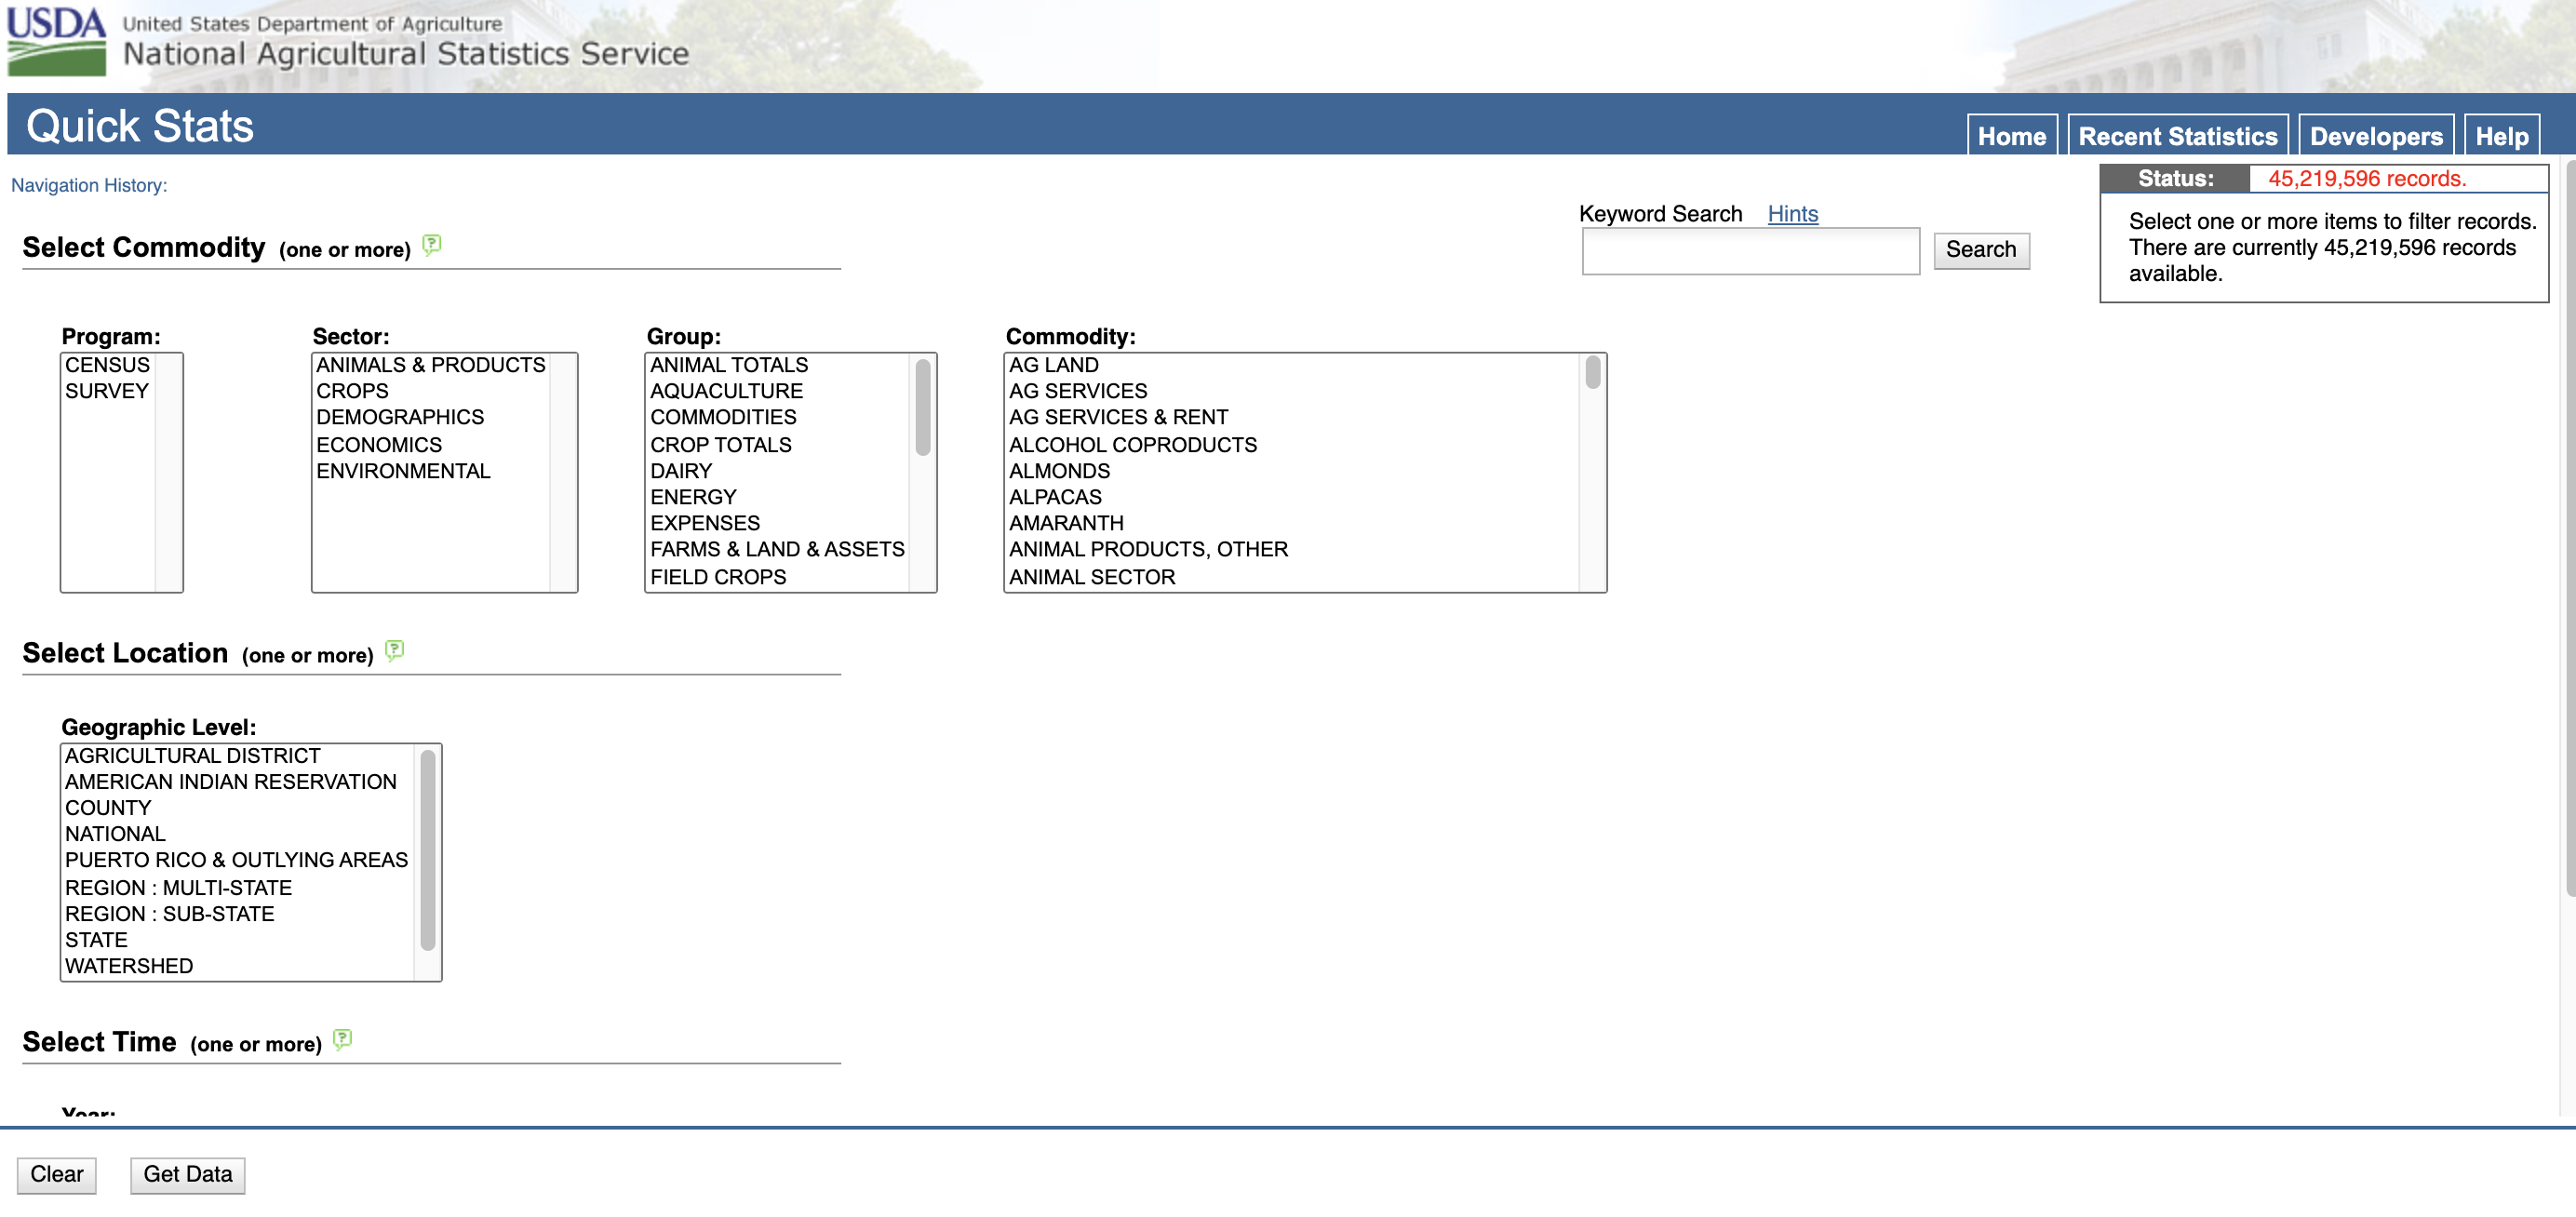 USDA
United States Department of Agriculture
National Agricultural Statistics Service
Quick Stats
Home
Recent Statistics
Developers
Help
Navigation History:
Status:
45,219,596 records.
Select one or more items to filter records.
There are currently 45,219,596 records
available.
Keyword Search Hints
Search
Select Commodity (one or more) ?
Program:
CENSUS
SURVEY
Sector:
ANIMALS & PRODUCTS
CROPS
DEMOGRAPHICS
ECONOMICS
ENVIRONMENTAL
Group:
ANIMAL TOTALS
AQUACULTURE
COMMODITIES
CROP TOTALS
DAIRY
ENERGY
EXPENSES
FARMS & LAND & ASSETS
FIELD CROPS
Commodity:
AG LAND
AG SERVICES
AG SERVICES & RENT
ALCOHOL COPRODUCTS
ALMONDS
ALPACAS
AMARANTH
ANIMAL PRODUCTS, OTHER
ANIMAL SECTOR
Select Location (one or more) ?
Geographic Level:
AGRICULTURAL DISTRICT
AMERICAN INDIAN RESERVATION
COUNTY
NATIONAL
PUERTO RICO & OUTLYING AREAS
REGION : MULTI-STATE
REGION : SUB-STATE
STATE
WATERSHED
Select Time (one or more) ?
Year:
Clear
Get Data